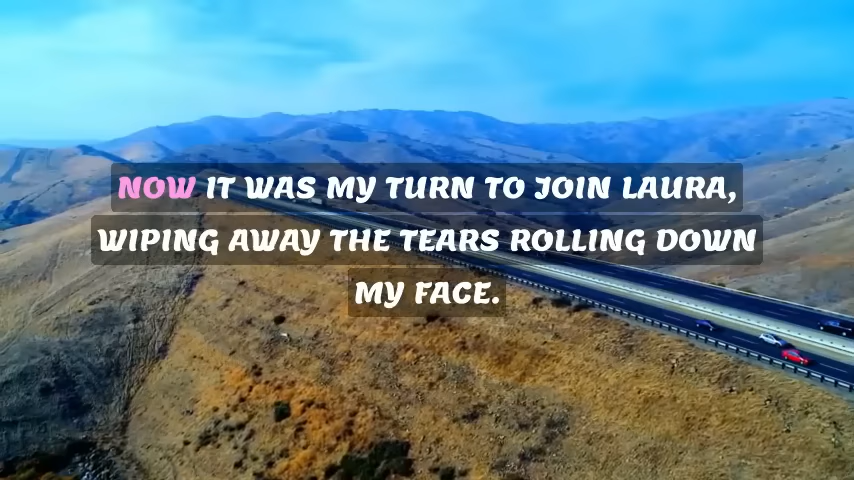 NOW IT WAS MY TURN TO JOIN LAURA,
WIPING AWAY THE TEARS ROLLING DOWN
MY FACE.